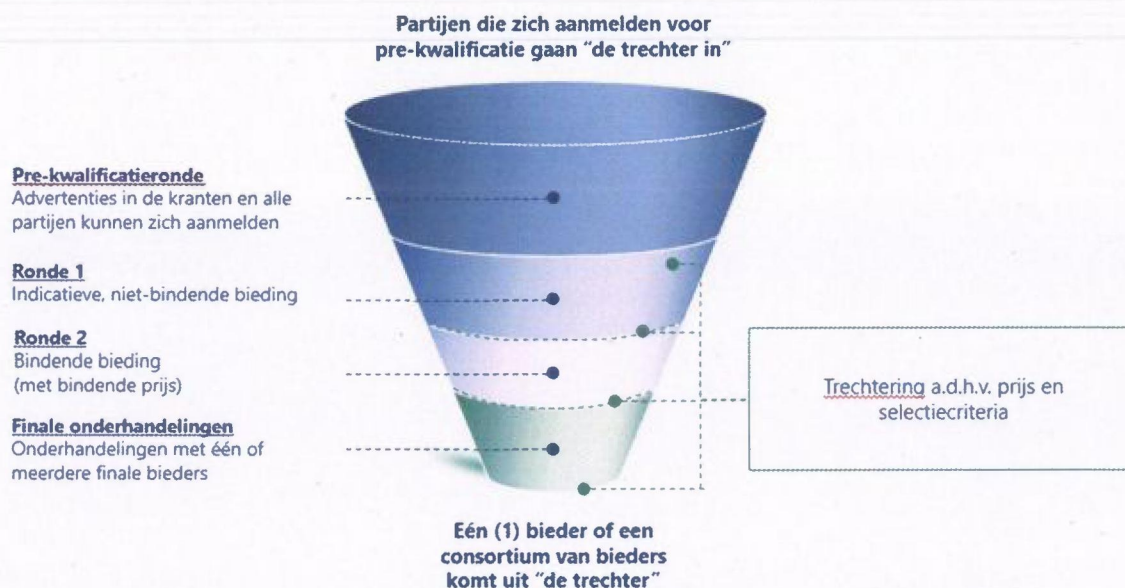 Partijen die zich aanmelden voor
pre-kwalificatie gaan “de trechter in”
Pre-kwalificatieronde
Advertenties in de kranten en alle
partijen kunnen zich aanmelden
Ronde 1
Indicatieve, niet-bindende bieding
Ronde 2
Bindende bieding
(met bindende prijs)
Finale onderhandelingen
Onderhandelingen met één of
meerdere finale bieders
Trechtering a.d.h.v. prijs en
selectiecriteria
Eén (1) bieder of een
consortium van bieders
komt uit “de trechter”